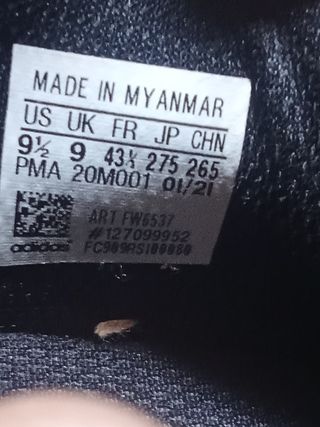 MADE IN MYANMAR
US UK FR JP CHN
9½ 9 43⅓ 275 265
PMA 20M001 01/21
ART FW6537
#127099952
adidas FC909RSI00060